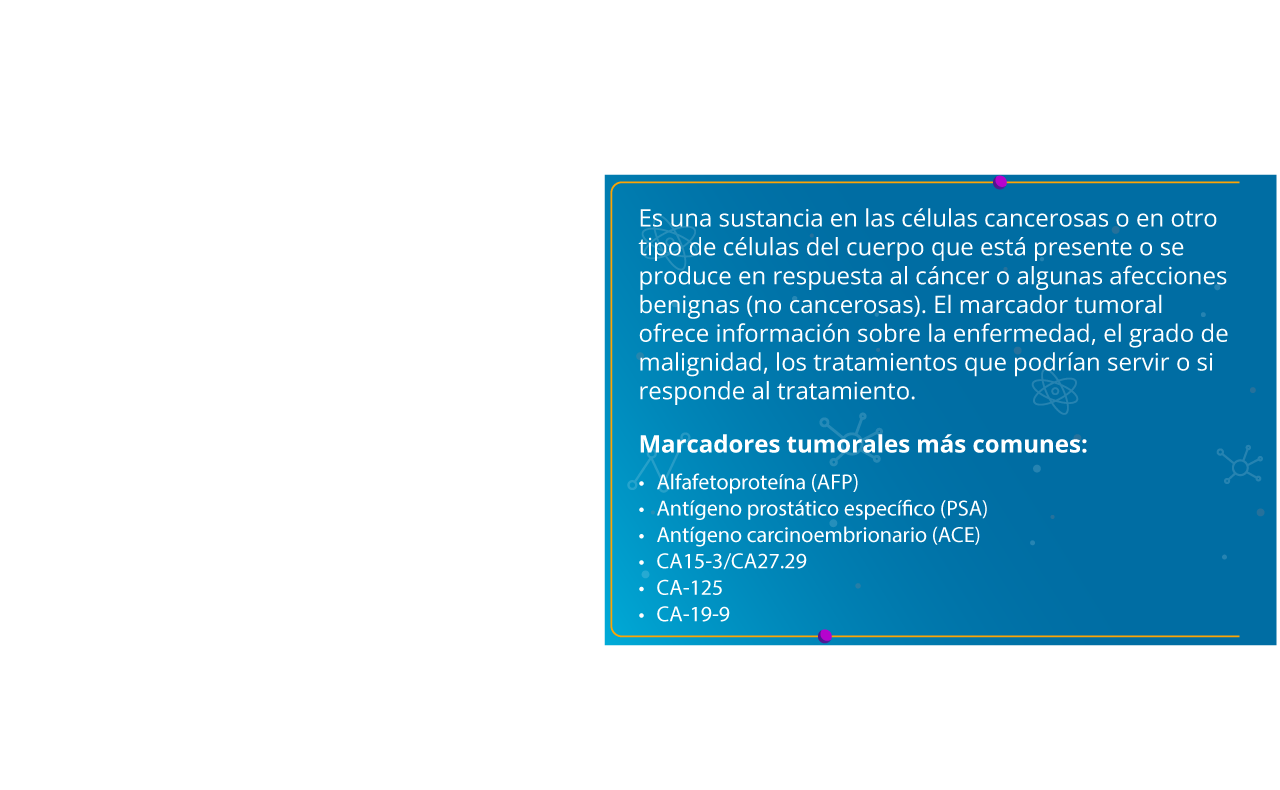 Es una sustancia en las células cancerosas o en otro
tipo de células del cuerpo que está presente o se
produce en respuesta al cáncer o algunas afecciones
benignas (no cancerosas). El marcador tumoral
ofrece información sobre la enfermedad, el grado de
malignidad, los tratamientos que podrían servir o si
responde al tratamiento.
Marcadores tumorales más comunes:
• Alfafetoproteína (AFP)
• Antígeno prostático específico (PSA)
• Antígeno carcinoembrionario (ACE)
• CA15-3/CA27.29
• CA-125
• CA-19-9